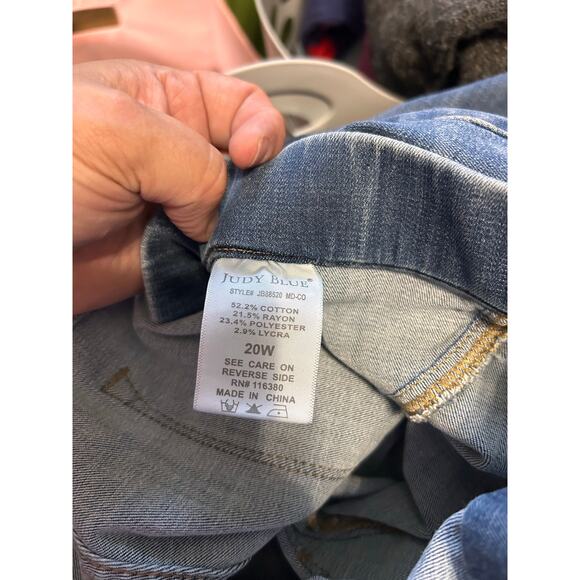 JUDY BLUE®
STYLE# JB88520 MD-CO
52.2% COTTON
21.5% RAYON
23.4% POLYESTER
2.9% LYCRA
20W
SEE CARE ON
REVERSE SIDE
RN# 116380
MADE IN CHINA